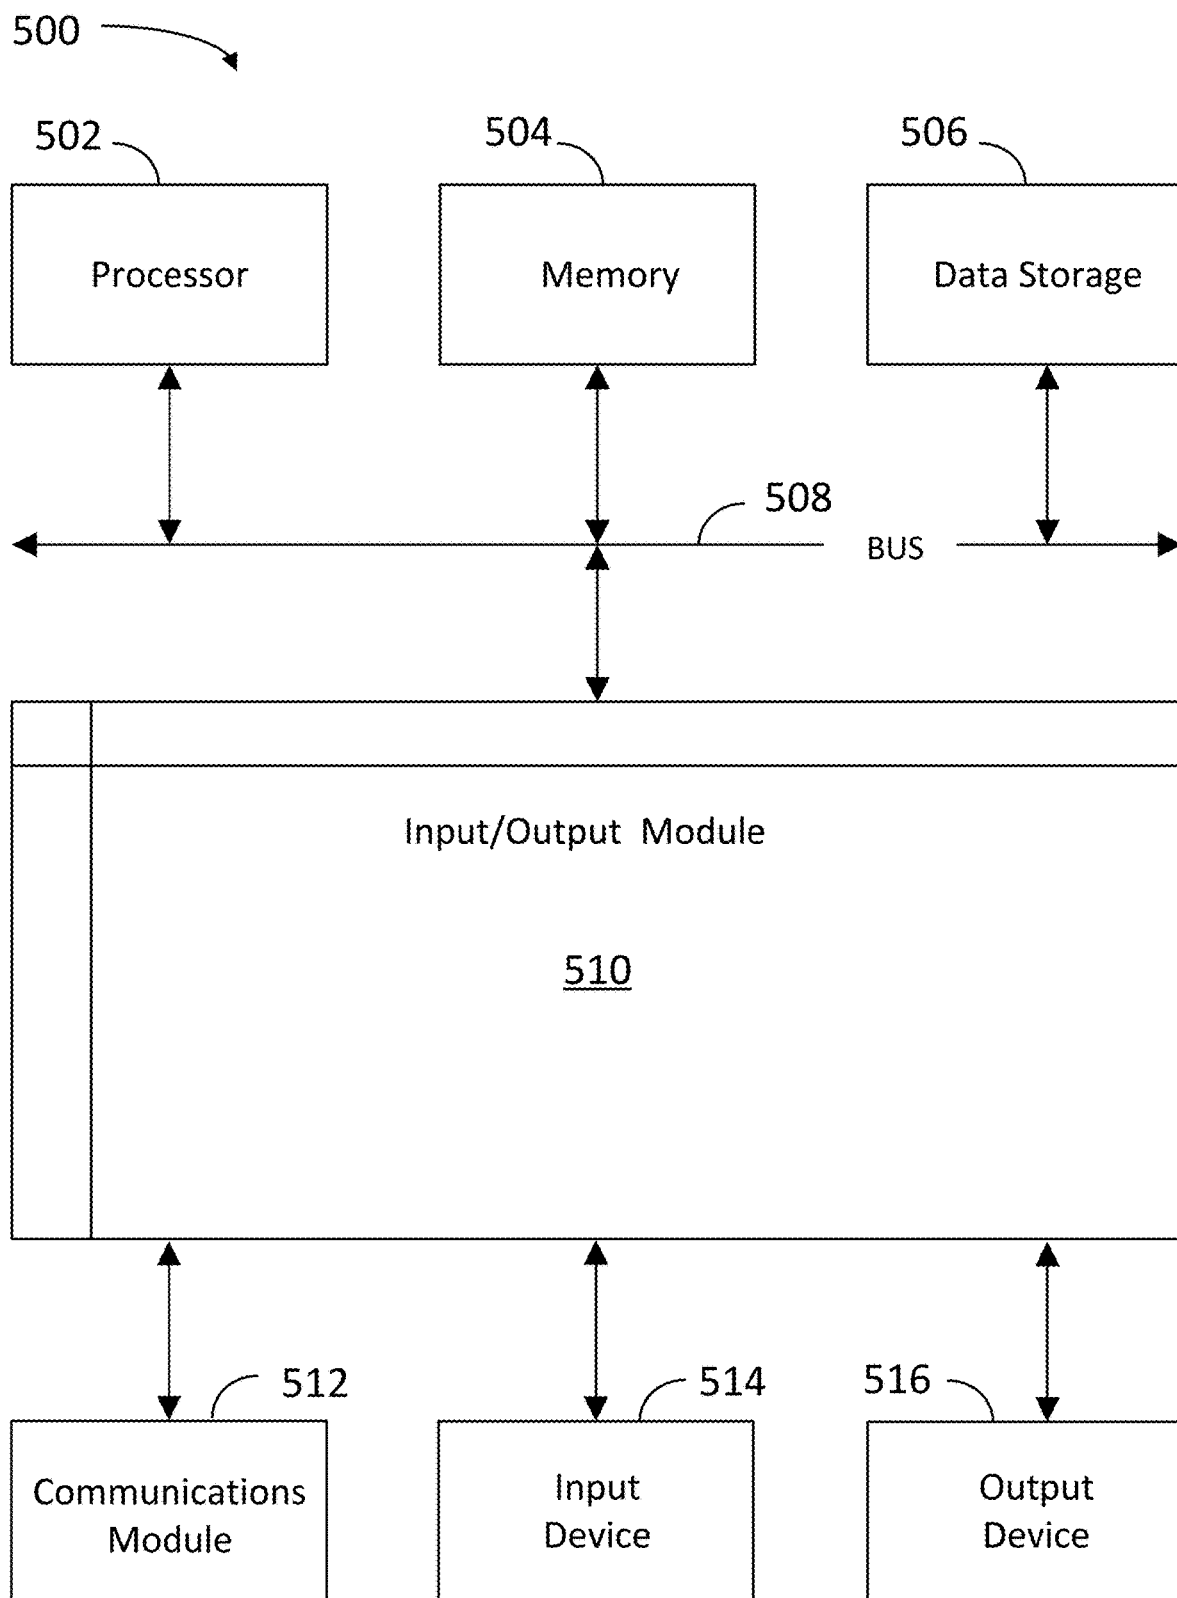 500
502
504
506
Processor
Memory
Data Storage
508
BUS
Input/Output Module
510
512
514
516
Communications
Module
Input
Device
Output
Device